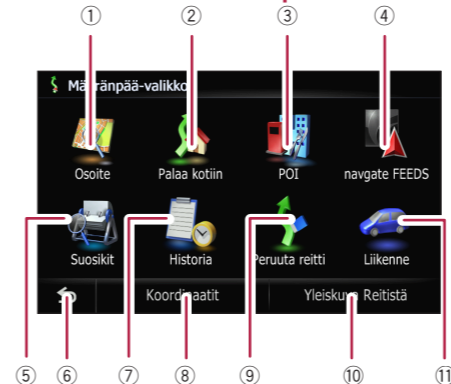 ① ② ③ ④
Määränpää-valikko
Osoite Palaa kotiin POI navgate FEEDS
Suosikit Historia Peruuta reitti Liikenne
Koordinaatit Yleiskuva Reitistä
⑤ ⑥ ⑦ ⑧ ⑨ ⑩ ⑪